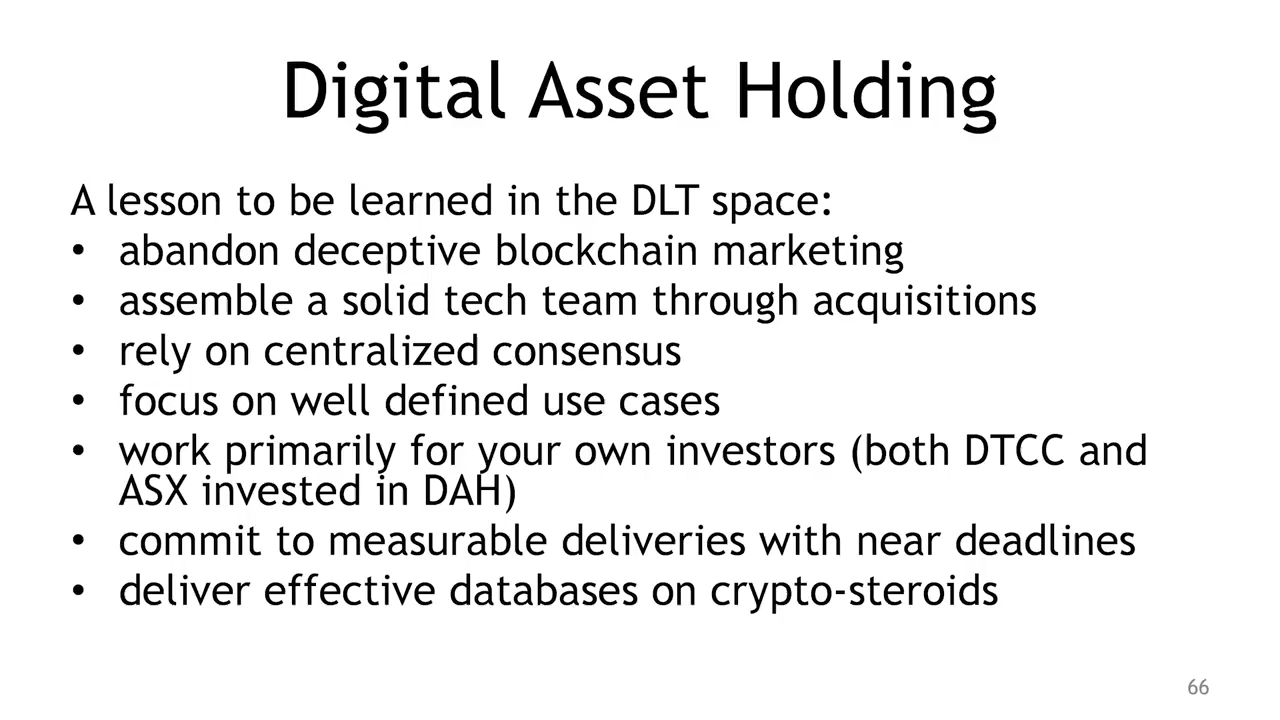 Digital Asset Holding
A lesson to be learned in the DLT space:
• abandon deceptive blockchain marketing
• assemble a solid tech team through acquisitions
• rely on centralized consensus
• focus on well defined use cases
• work primarily for your own investors (both DTCC and
ASX invested in DAH)
• commit to measurable deliveries with near deadlines
• deliver effective databases on crypto-steroids
66